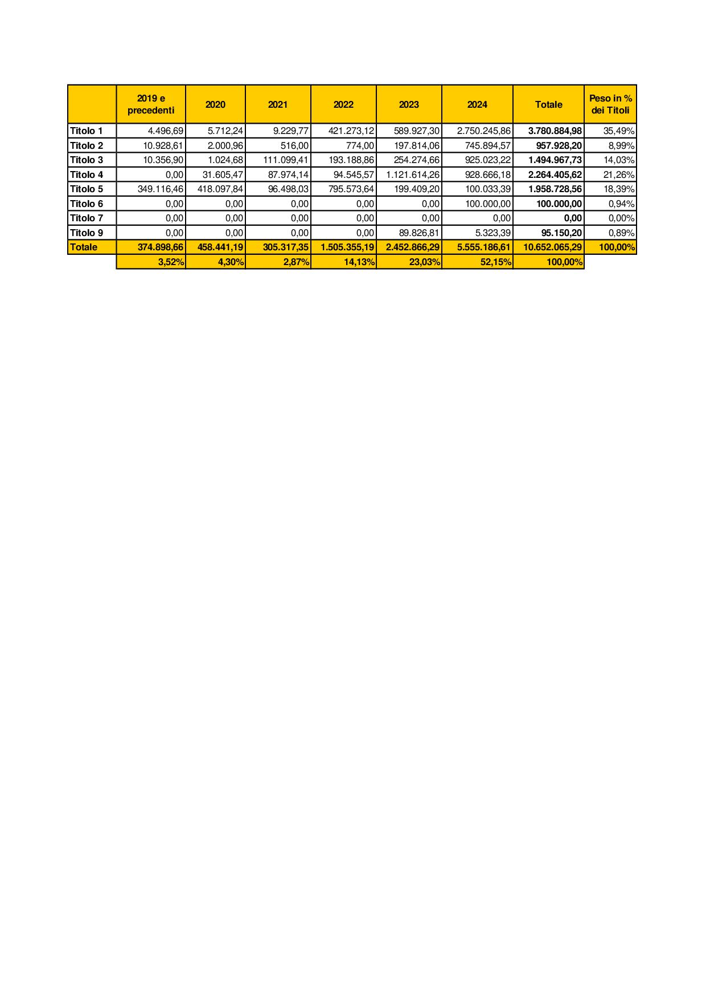 2019 e precedenti 2020 2021 2022 2023 2024 Totale Peso in % dei Titoli
Titolo 1 4.496,69 5.712,24 9.229,77 421.273,12 589.927,30 2.750.245,86 3.780.884,98 35,49%
Titolo 2 10.928,61 2.000,96 516,00 774,00 197.814,06 745.894,57 957.928,20 8,99%
Titolo 3 10.356,90 1.024,68 111.099,41 193.188,86 254.274,66 925.023,22 1.494.967,73 14,03%
Titolo 4 0,00 31.605,47 87.974,14 94.545,57 1.121.614,26 928.666,18 2.264.405,62 21,26%
Titolo 5 349.116,46 418.097,84 96.498,03 795.573,64 199.409,20 100.033,39 1.958.728,56 18,39%
Titolo 6 0,00 0,00 0,00 0,00 0,00 100.000,00 100.000,00 0,94%
Titolo 7 0,00 0,00 0,00 0,00 0,00 0,00 0,00 0,00%
Titolo 9 0,00 0,00 0,00 0,00 89.826,81 5.323,39 95.150,20 0,89%
Totale 374.898,66 458.441,19 305.317,35 1.505.355,19 2.452.866,29 5.555.186,61 10.652.065,29 100,00%
3,52% 4,30% 2,87% 14,13% 23,03% 52,15% 100,00%